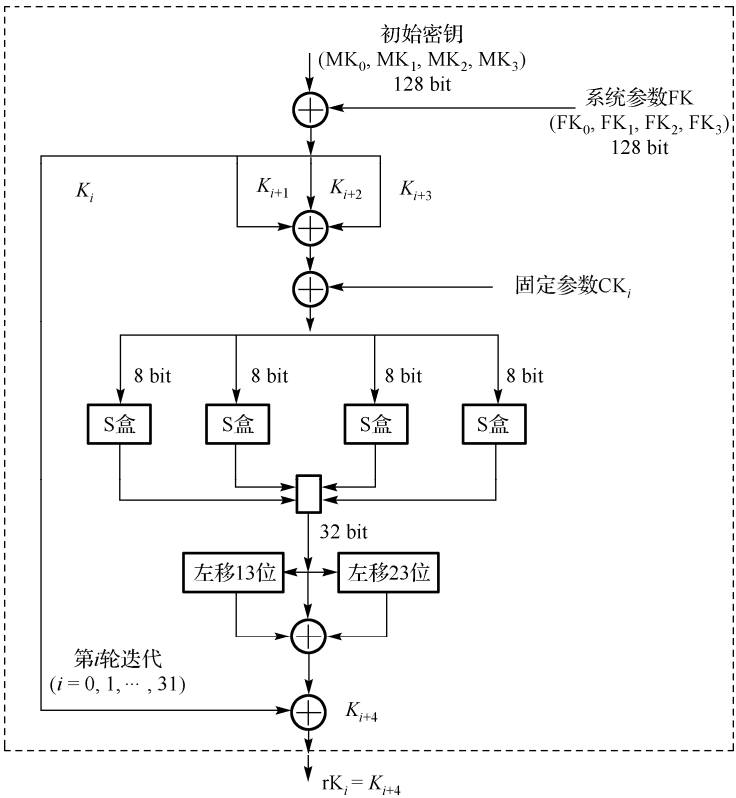 初始密钥
(MK₀, MK₁, MK₂, MK₃)
128 bit
系统参数FK
(FK₀, FK₁, FK₂, FK₃)
128 bit
Kᵢ
Kᵢ₊₁
Kᵢ₊₂
Kᵢ₊₃
固定参数CKᵢ
8 bit
8 bit
8 bit
8 bit
S盒
S盒
S盒
S盒
32 bit
左移13位
左移23位
第i轮迭代
(i = 0, 1, ··· , 31)
Kᵢ₊₄
rKᵢ = Kᵢ₊₄